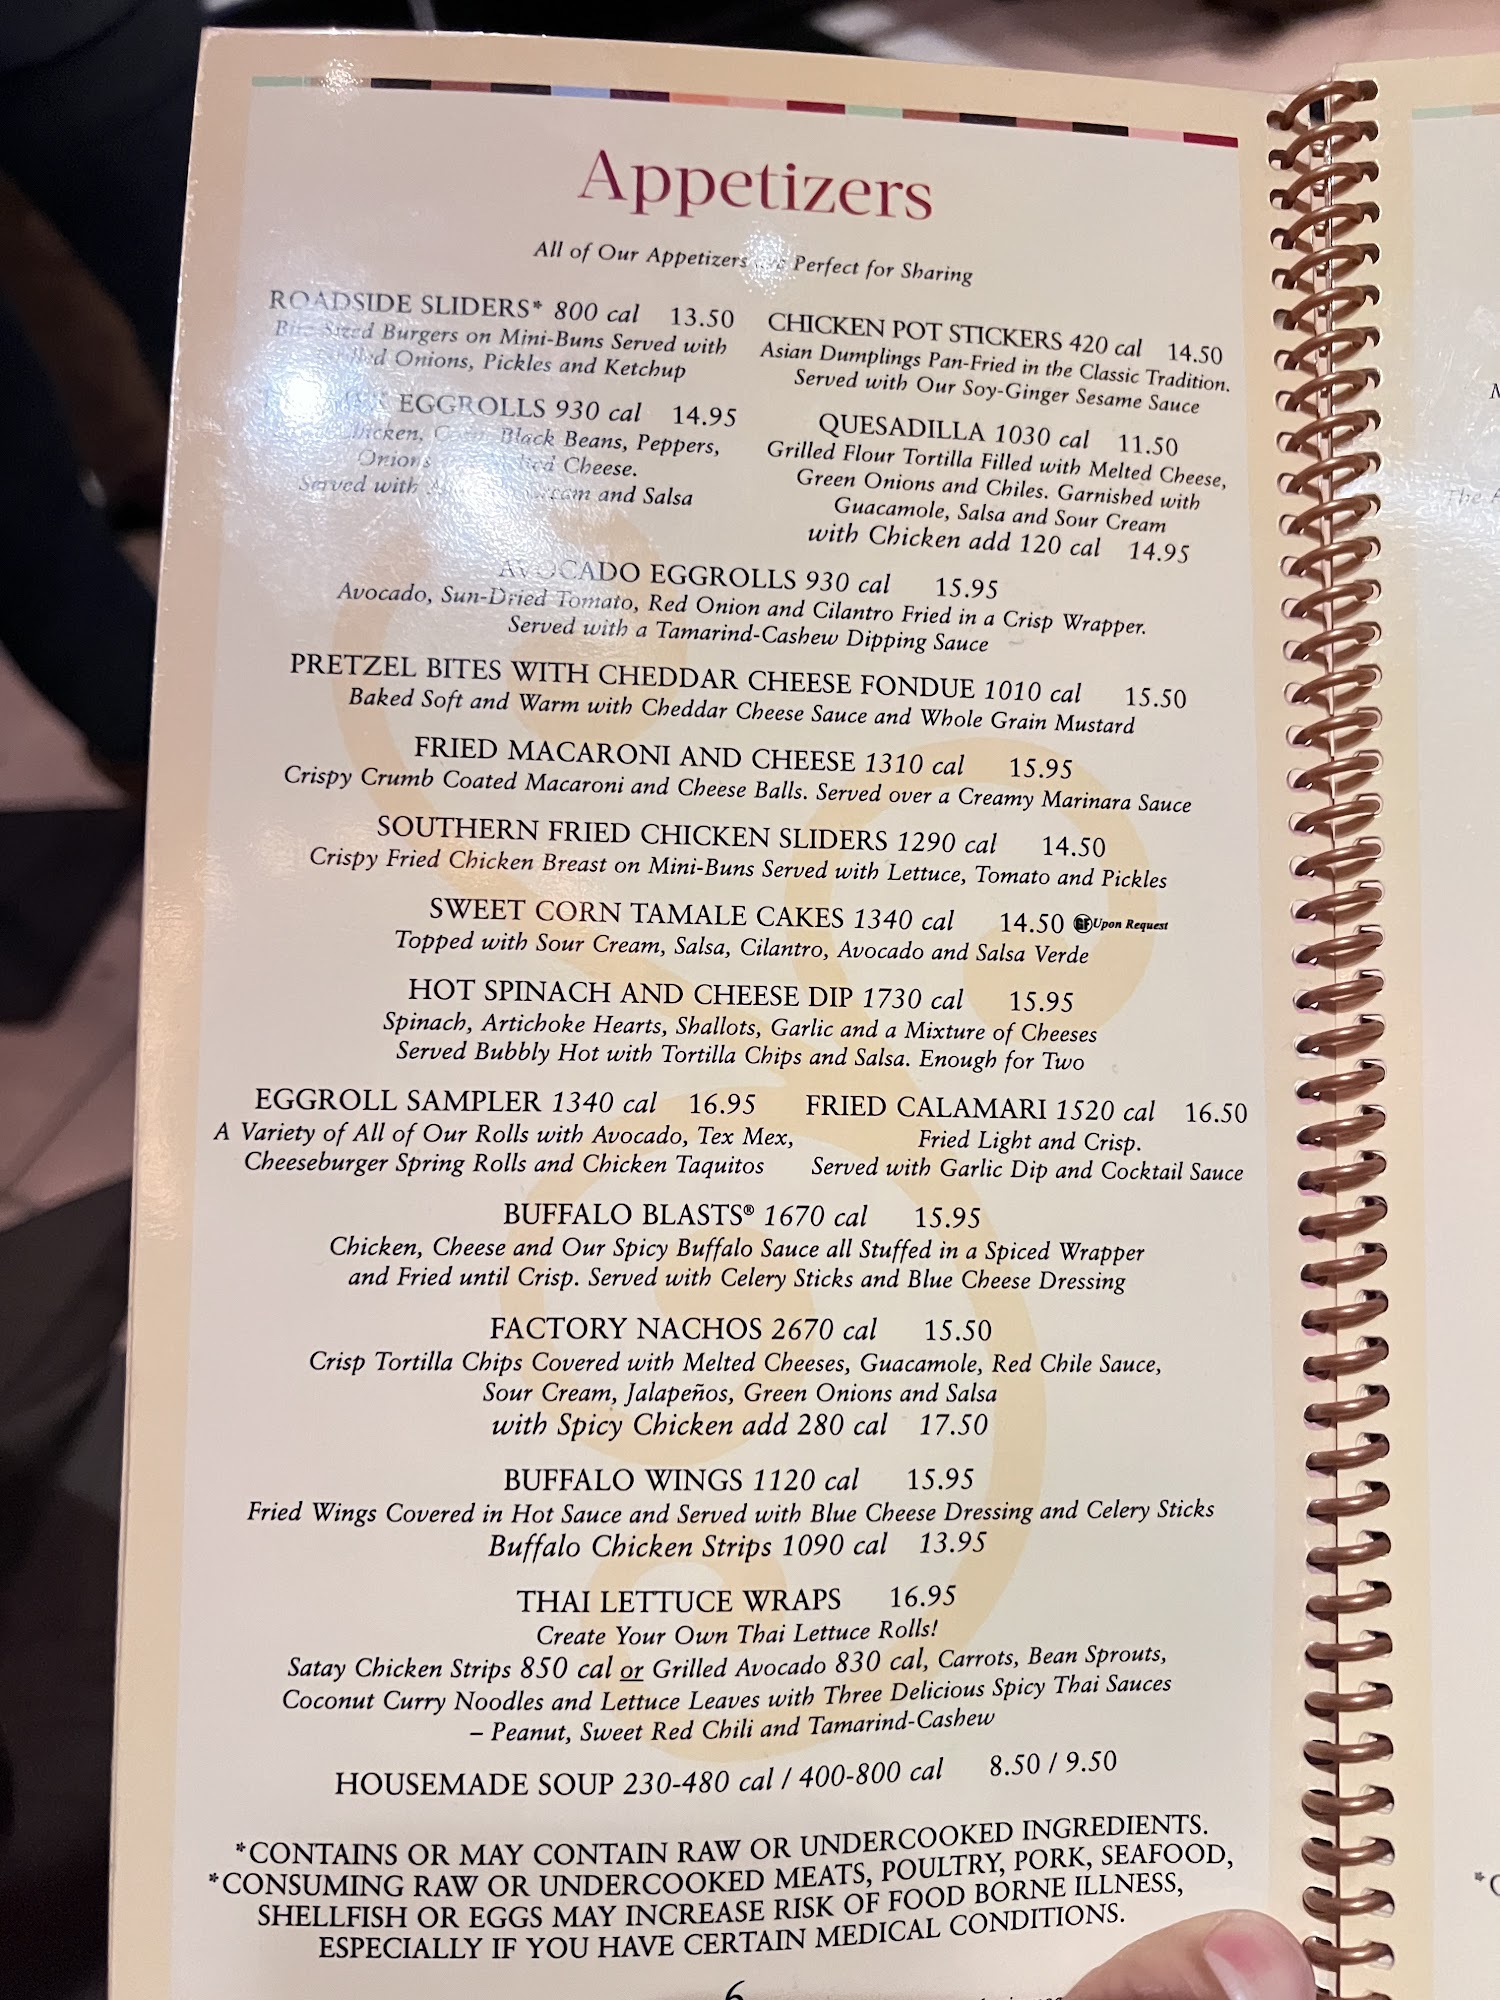 Appetizers
All of Our Appetizers Perfect for Sharing
ROADSIDE SLIDERS* 800 cal 13.50
Sized Burgers on Mini-Buns Served with
Onions, Pickles and Ketchup
EGGROLLS 930 cal 14.95
Chicken, Corn, Black Beans, Peppers,
Onions Cheese.
Served with Cream and Salsa
CHICKEN POT STICKERS 420 cal 14.50
Asian Dumplings Pan-Fried in the Classic Tradition.
Served with Our Soy-Ginger Sesame Sauce
QUESADILLA 1030 cal 11.50
Grilled Flour Tortilla Filled with Melted Cheese,
Green Onions and Chiles. Garnished with
Guacamole, Salsa and Sour Cream
with Chicken add 120 cal 14.95
AVOCADO EGGROLLS 930 cal 15.95
Avocado, Sun-Dried Tomato, Red Onion and Cilantro Fried in a Crisp Wrapper.
Served with a Tamarind-Cashew Dipping Sauce
PRETZEL BITES WITH CHEDDAR CHEESE FONDUE 1010 cal 15.50
Baked Soft and Warm with Cheddar Cheese Sauce and Whole Grain Mustard
FRIED MACARONI AND CHEESE 1310 cal 15.95
Crispy Crumb Coated Macaroni and Cheese Balls. Served over a Creamy Marinara Sauce
SOUTHERN FRIED CHICKEN SLIDERS 1290 cal 14.50
Crispy Fried Chicken Breast on Mini-Buns Served with Lettuce, Tomato and Pickles
SWEET CORN TAMALE CAKES 1340 cal 14.50 GF Upon Request
Topped with Sour Cream, Salsa, Cilantro, Avocado and Salsa Verde
HOT SPINACH AND CHEESE DIP 1730 cal 15.95
Spinach, Artichoke Hearts, Shallots, Garlic and a Mixture of Cheeses
Served Bubbly Hot with Tortilla Chips and Salsa. Enough for Two
EGGROLL SAMPLER 1340 cal 16.95
A Variety of All of Our Rolls with Avocado, Tex Mex,
Cheeseburger Spring Rolls and Chicken Taquitos
FRIED CALAMARI 1520 cal 16.50
Fried Light and Crisp.
Served with Garlic Dip and Cocktail Sauce
BUFFALO BLASTS® 1670 cal 15.95
Chicken, Cheese and Our Spicy Buffalo Sauce all Stuffed in a Spiced Wrapper
and Fried until Crisp. Served with Celery Sticks and Blue Cheese Dressing
FACTORY NACHOS 2670 cal 15.50
Crisp Tortilla Chips Covered with Melted Cheeses, Guacamole, Red Chile Sauce,
Sour Cream, Jalapeños, Green Onions and Salsa
with Spicy Chicken add 280 cal 17.50
BUFFALO WINGS 1120 cal 15.95
Fried Wings Covered in Hot Sauce and Served with Blue Cheese Dressing and Celery Sticks
Buffalo Chicken Strips 1090 cal 13.95
THAI LETTUCE WRAPS 16.95
Create Your Own Thai Lettuce Rolls!
Satay Chicken Strips 850 cal or Grilled Avocado 830 cal, Carrots, Bean Sprouts,
Coconut Curry Noodles and Lettuce Leaves with Three Delicious Spicy Thai Sauces
– Peanut, Sweet Red Chili and Tamarind-Cashew
HOUSEMADE SOUP 230-480 cal / 400-800 cal 8.50 / 9.50
*CONTAINS OR MAY CONTAIN RAW OR UNDERCOOKED INGREDIENTS.
*CONSUMING RAW OR UNDERCOOKED MEATS, POULTRY, PORK, SEAFOOD,
SHELLFISH OR EGGS MAY INCREASE RISK OF FOOD BORNE ILLNESS,
ESPECIALLY IF YOU HAVE CERTAIN MEDICAL CONDITIONS.
6
The